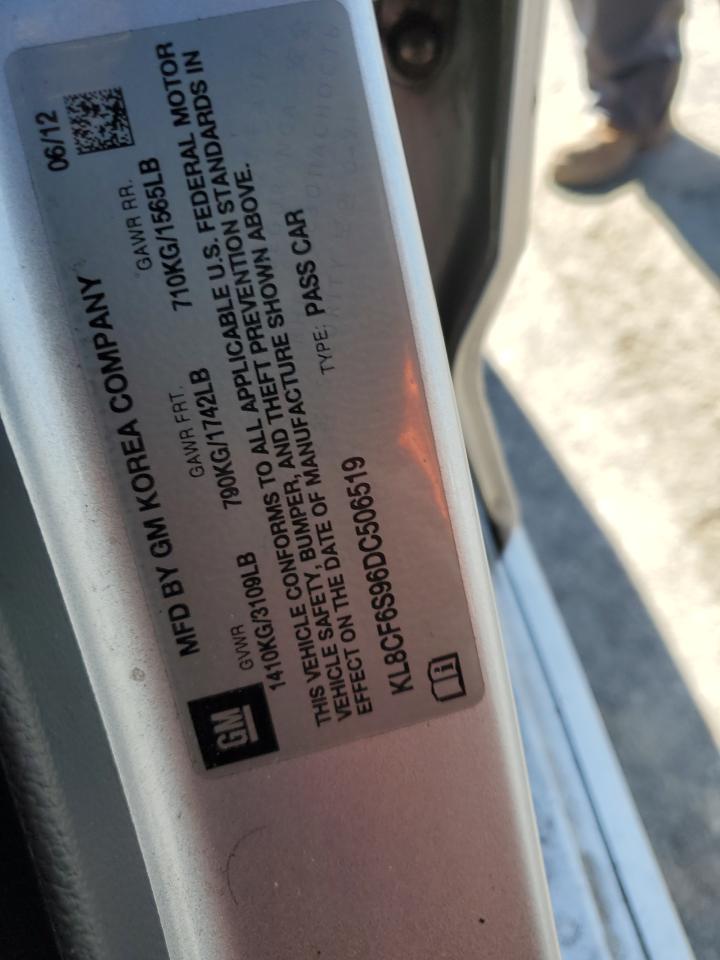 GM
MFD BY GM KOREA COMPANY
06/12
GVWR
GAWR FRT.
GAWR RR.
1410KG/3109LB
790KG/1742LB
710KG/1565LB
THIS VEHICLE CONFORMS TO ALL APPLICABLE U.S. FEDERAL MOTOR
VEHICLE SAFETY, BUMPER, AND THEFT PREVENTION STANDARDS IN
EFFECT ON THE DATE OF MANUFACTURE SHOWN ABOVE.
KL8CF6S96DC506519
TYPE: PASS CAR